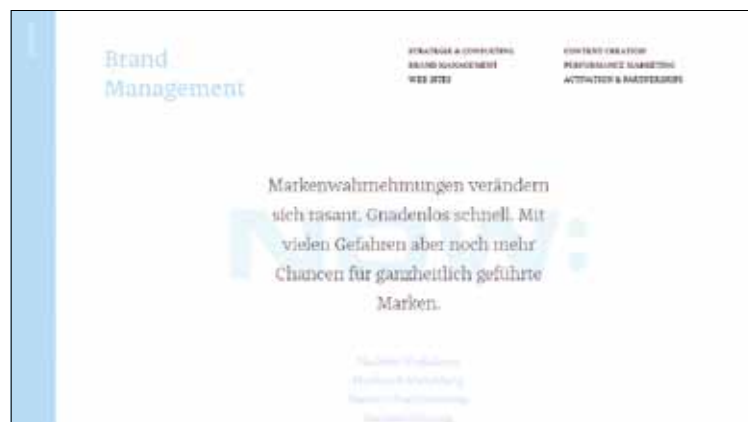 Brand
Management
STRATEGIE & CONSULTING
BRAND MANAGEMENT
WEB SITES
CONTENT CREATION
PERFORMANCE MARKETING
ACTIVATION & PARTNERSHIPS
Markenwahrnehmungen verändern
sich rasant. Gnadenlos schnell. Mit
vielen Gefahren aber noch mehr
Chancen für ganzheitlich geführte
Marken.
NOW: